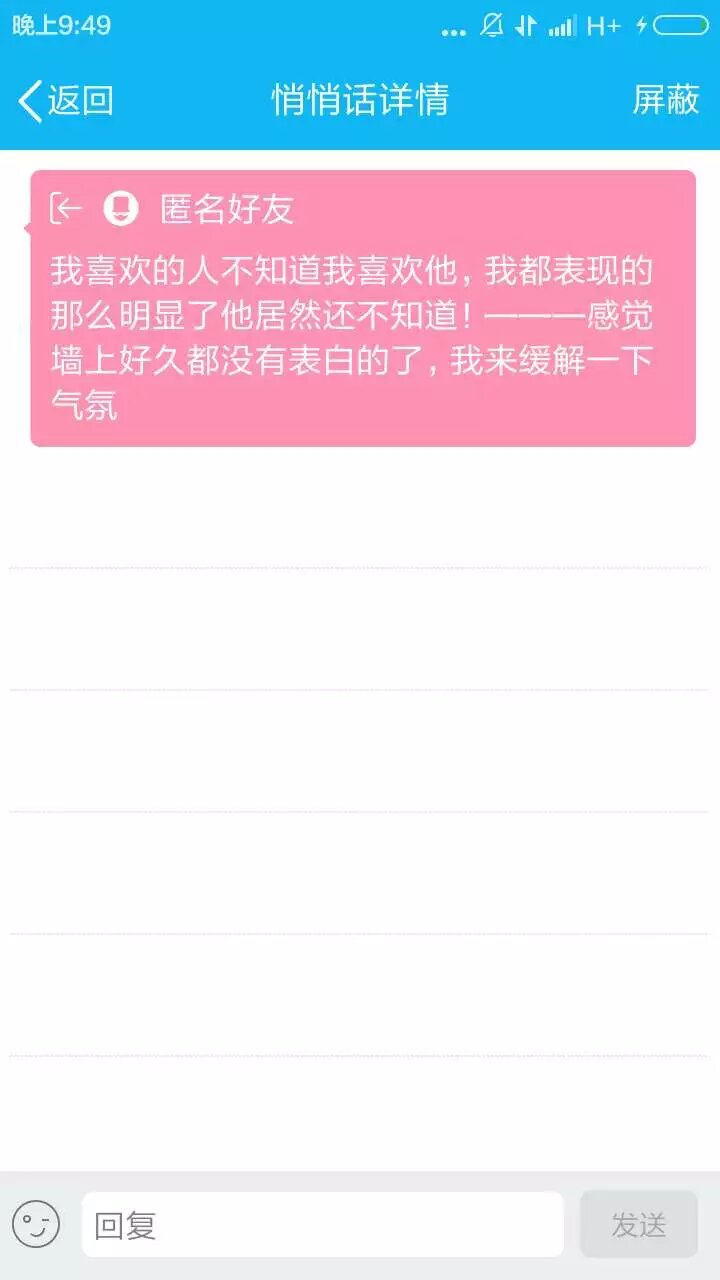 晚上9:49
H+
返回
悄悄话详情
屏蔽
匿名好友
我喜欢的人不知道我喜欢他，我都表现的
那么明显了他居然还不知道！———感觉
墙上好久都没有表白的了，我来缓解一下
气氛
回复
发送